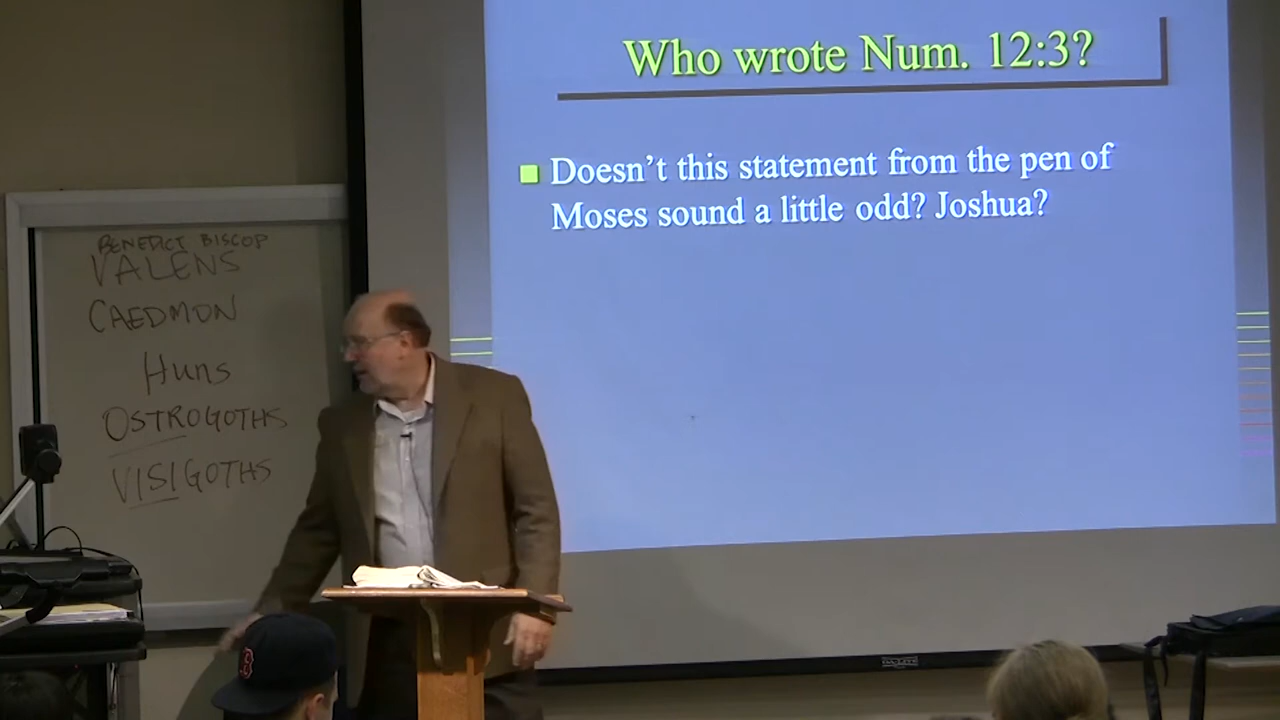 Who wrote Num. 12:3?
Doesn't this statement from the pen of
Moses sound a little odd? Joshua?
BENEDICT BISCOP
VALENS
CAEDMON
Huns
OSTROGOTHS
VISIGOTHS
B